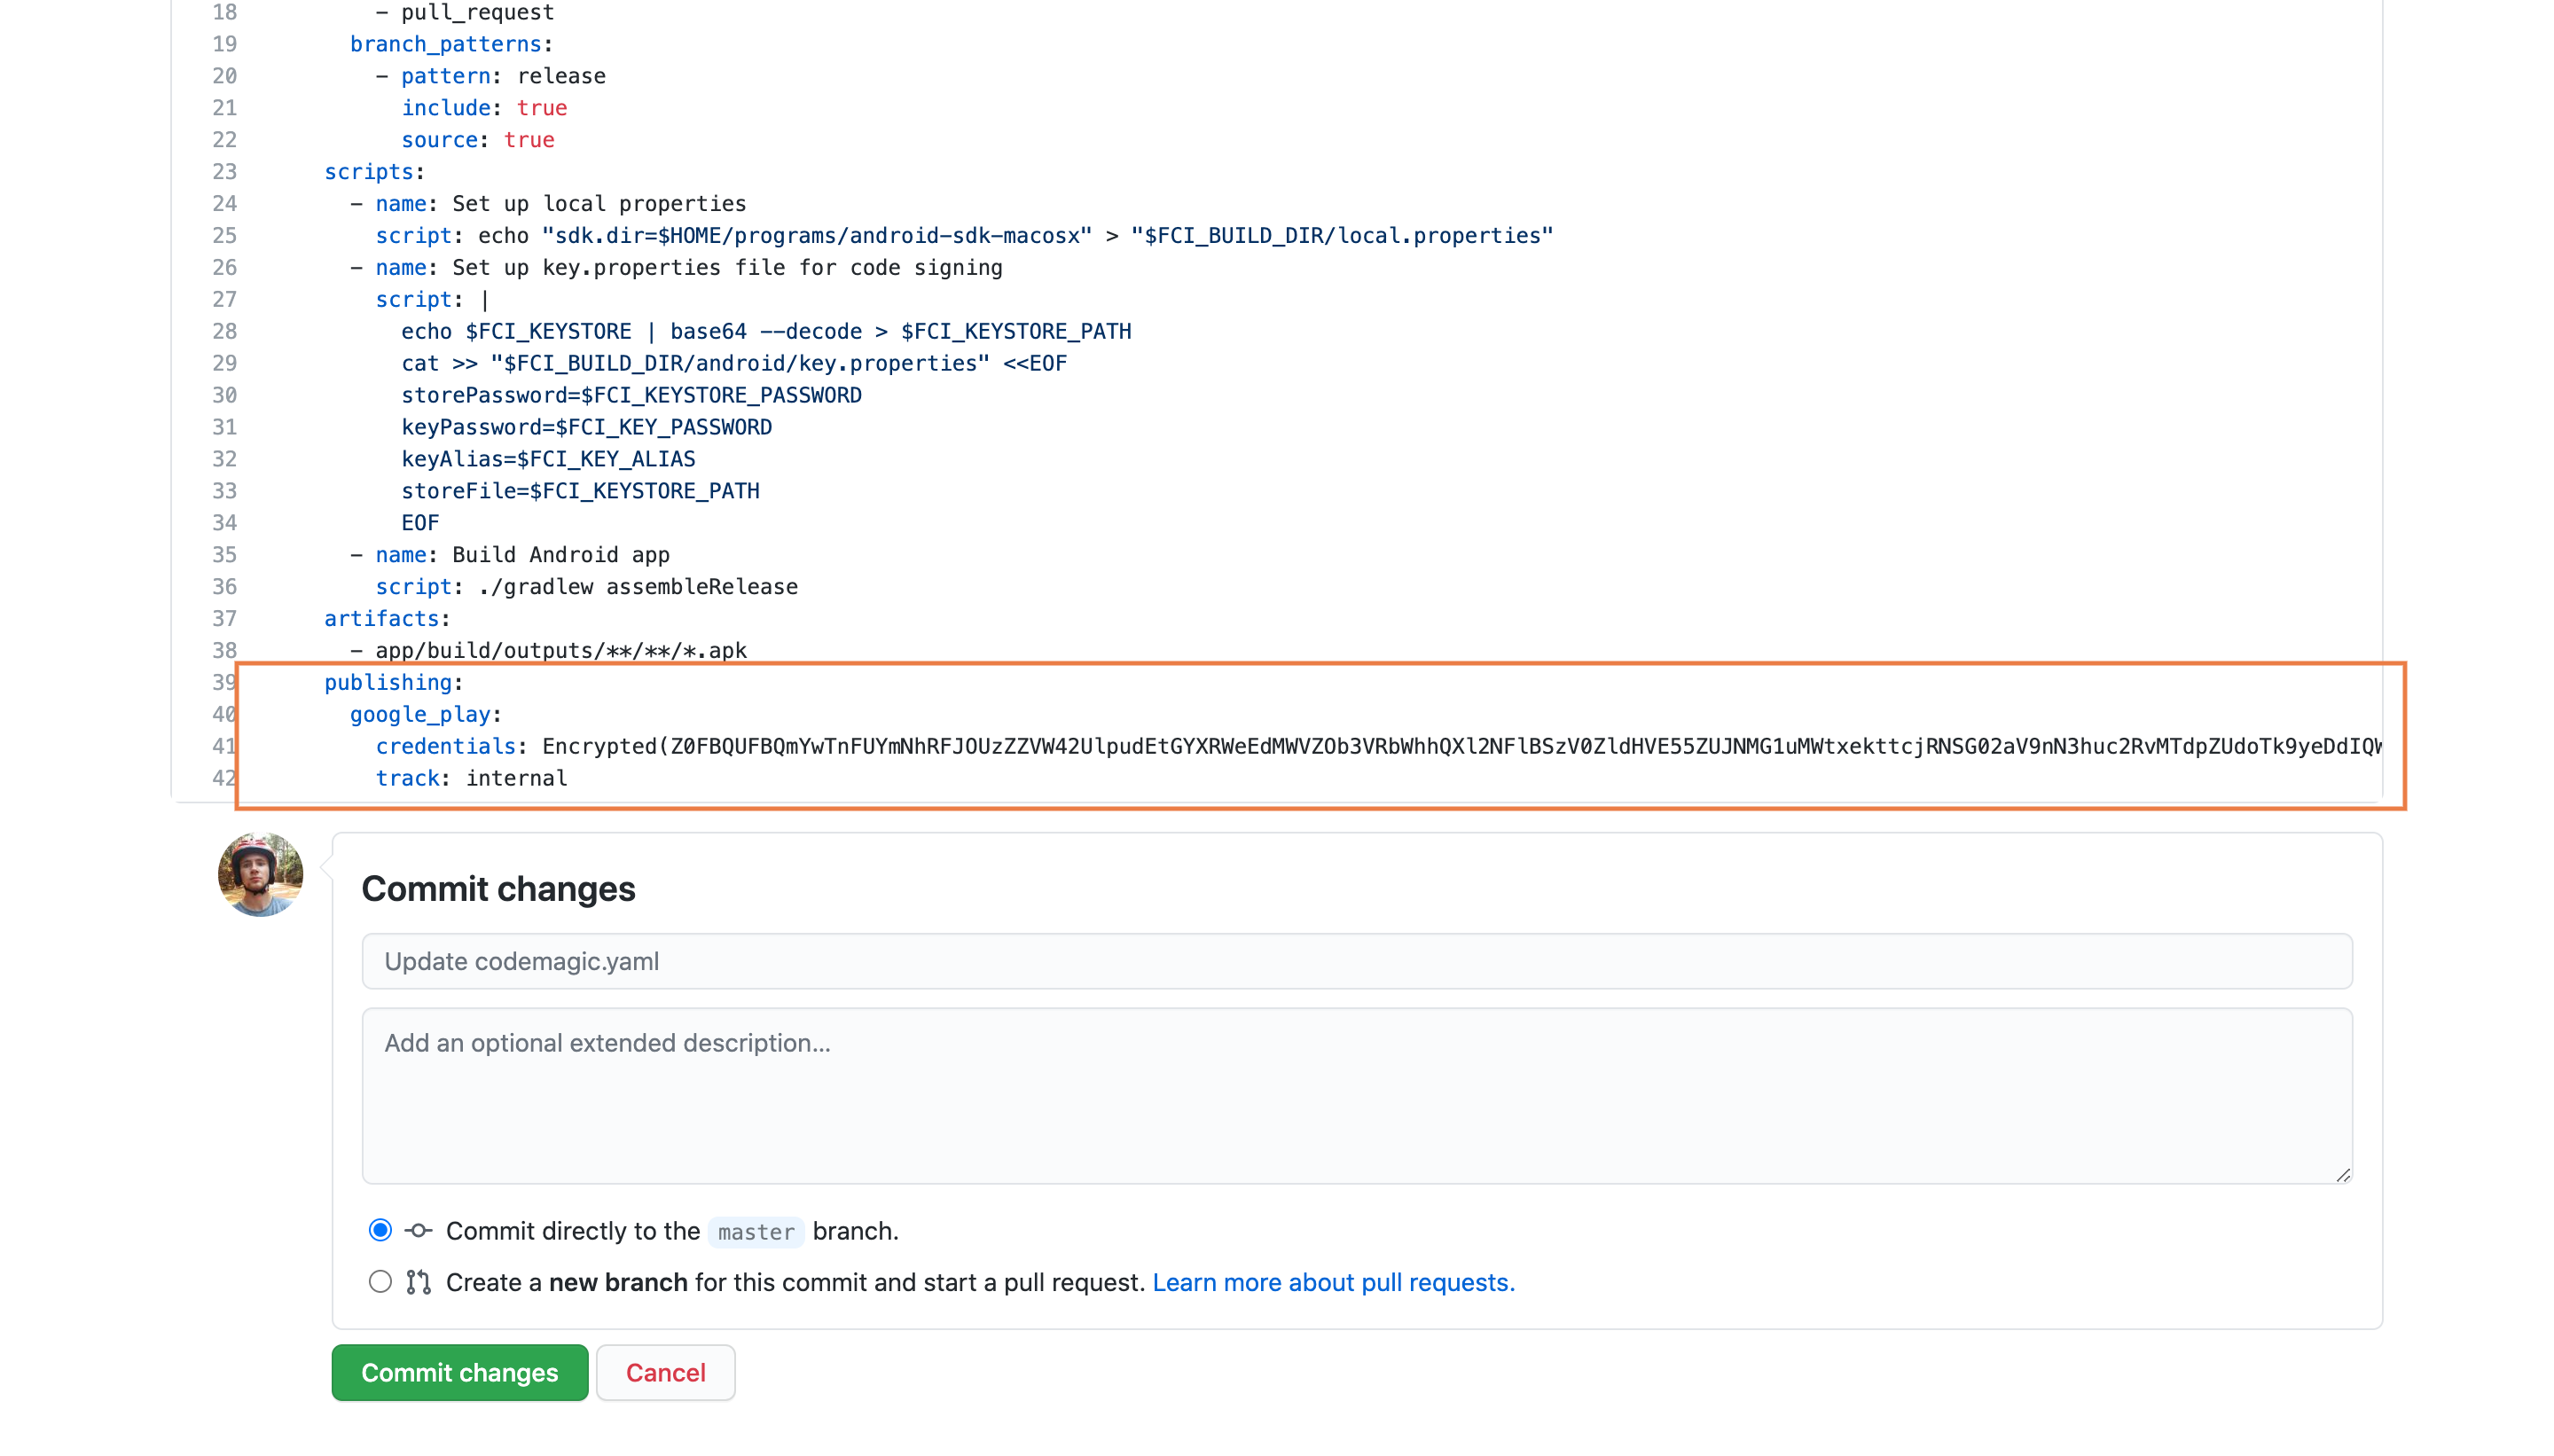 18 - pull_request
19 branch_patterns:
20 - pattern: release
21 include: true
22 source: true
23 scripts:
24 - name: Set up local properties
25 script: echo "sdk.dir=$HOME/programs/android-sdk-macosx" > "$FCI_BUILD_DIR/local.properties"
26 - name: Set up key.properties file for code signing
27 script: |
28 echo $FCI_KEYSTORE | base64 --decode > $FCI_KEYSTORE_PATH
29 cat >> "$FCI_BUILD_DIR/android/key.properties" <<EOF
30 storePassword=$FCI_KEYSTORE_PASSWORD
31 keyPassword=$FCI_KEY_PASSWORD
32 keyAlias=$FCI_KEY_ALIAS
33 storeFile=$FCI_KEYSTORE_PATH
34 EOF
35 - name: Build Android app
36 script: ./gradlew assembleRelease
37 artifacts:
38 - app/build/outputs/**/**/*.apk
39 publishing:
40 google_play:
41 credentials: Encrypted(Z0FBQUFBQmYwTnFUYmNhRFJOUzZZVW42UlpudEtGYXRWeEdMWVZOb3VRbWhhQXl2NFlBSzV0ZldHVE55ZUJNMG1uMWtxekttcjRNSG02aV9nN3huc2RvMTdpZUdoTk9yeDdIQW
42 track: internal
Commit changes
Update codemagic.yaml
Add an optional extended description...
Commit directly to the master branch.
Create a new branch for this commit and start a pull request. Learn more about pull requests.
Commit changes Cancel